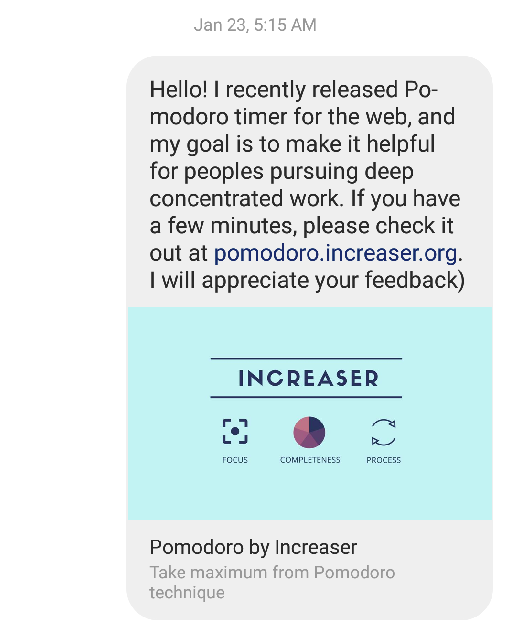 Jan 23, 5:15 AM
Hello! I recently released Po-
modoro timer for the web, and
my goal is to make it helpful
for peoples pursuing deep
concentrated work. If you have
a few minutes, please check it
out at pomodoro.increaser.org.
I will appreciate your feedback)
INCREASER
FOCUS COMPLETENESS PROCESS
Pomodoro by Increaser
Take maximum from Pomodoro
technique